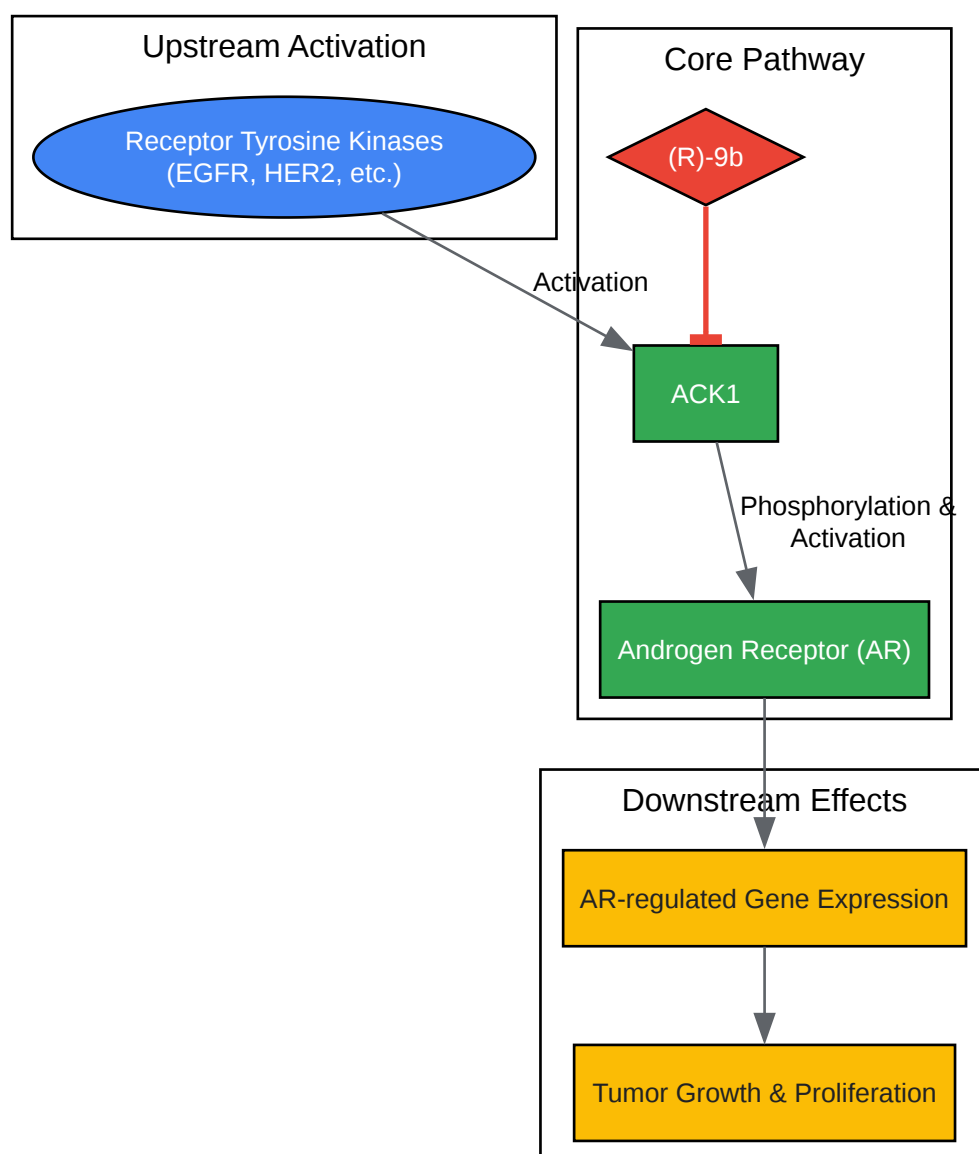 Upstream Activation
Receptor Tyrosine Kinases
(EGFR, HER2, etc.)
Core Pathway
(R)-9b
Activation
ACK1
Phosphorylation &
Activation
Androgen Receptor (AR)
Downstream Effects
AR-regulated Gene Expression
Tumor Growth & Proliferation